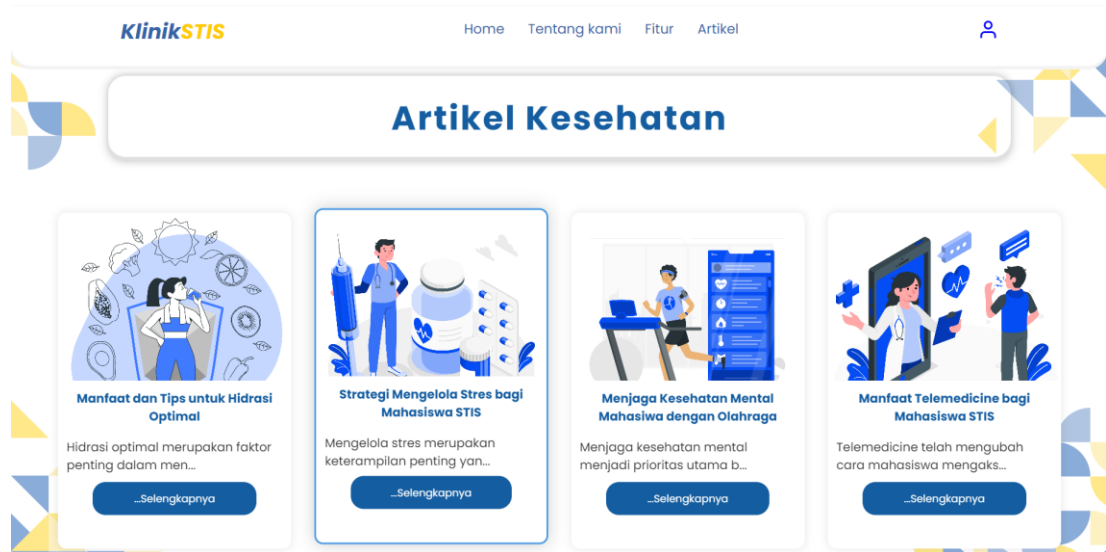 KlinikSTIS
Home Tentang kami Fitur Artikel
Artikel Kesehatan
Manfaat dan Tips untuk Hidrasi
Optimal
Hidrasi optimal merupakan faktor
penting dalam men...
...Selengkapnya
Strategi Mengelola Stres bagi
Mahasiswa STIS
Mengelola stres merupakan
keterampilan penting yan...
...Selengkapnya
Menjaga Kesehatan Mental
Mahasiwa dengan Olahraga
Menjaga kesehatan mental
menjadi prioritas utama b...
...Selengkapnya
Manfaat Telemedicine bagi
Mahasiswa STIS
Telemedicine telah mengubah
cara mahasiswa mengaks...
...Selengkapnya